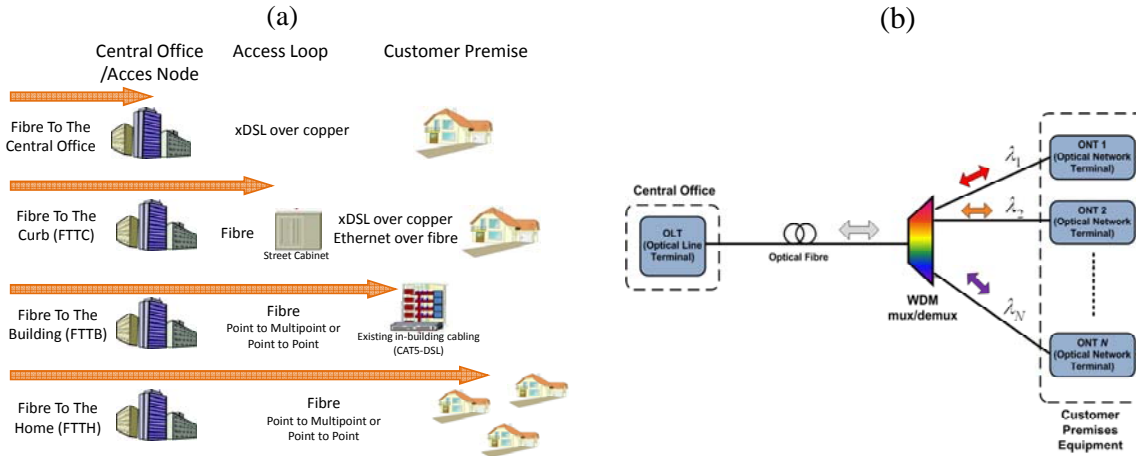 (a)
Central Office
/Acces Node
Access Loop
Customer Premise
Fibre To The
Central Office
xDSL over copper
Fibre To The
Curb (FTTC)
Fibre
Street Cabinet
xDSL over copper
Ethernet over fibre
Fibre To The
Building (FTTB)
Fibre
Point to Multipoint or
Point to Point
Existing in-building cabling
(CAT5-DSL)
Fibre To The
Home (FTTH)
Fibre
Point to Multipoint or
Point to Point
(b)
Central Office
OLT
(Optical Line
Terminal)
Optical Fibre
WDM
mux/demux
λ1
λ2
λN
ONT 1
(Optical Network
Terminal)
ONT 2
(Optical Network
Terminal)
ONT N
(Optical Network
Terminal)
Customer
Premises
Equipment